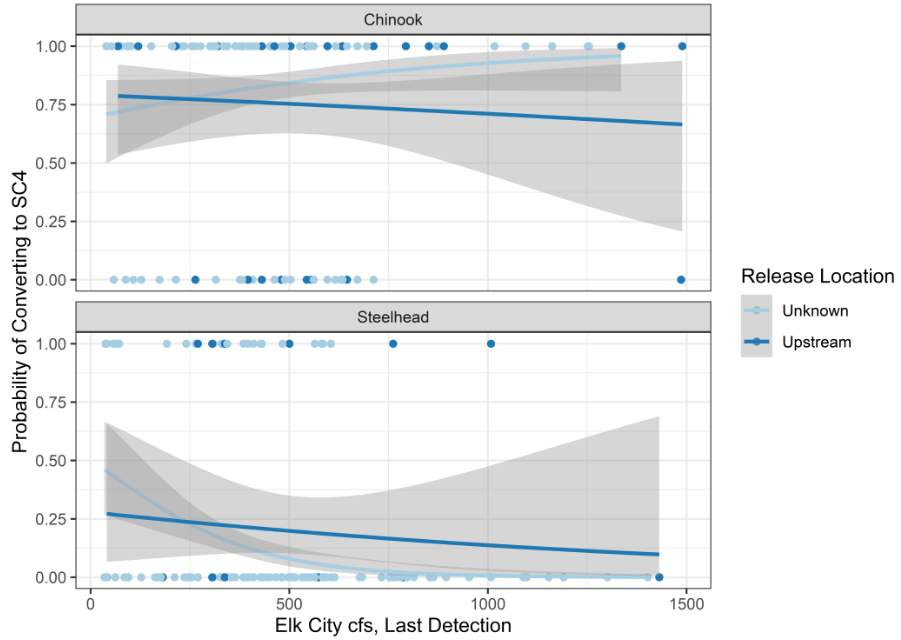 Chinook
1.00
0.75
0.50
0.25
0.00
Steelhead
1.00
0.75
0.50
0.25
0.00
0
500
1000
1500
Elk City cfs, Last Detection
Probability of Converting to SC4
Release Location
Unknown
Upstream